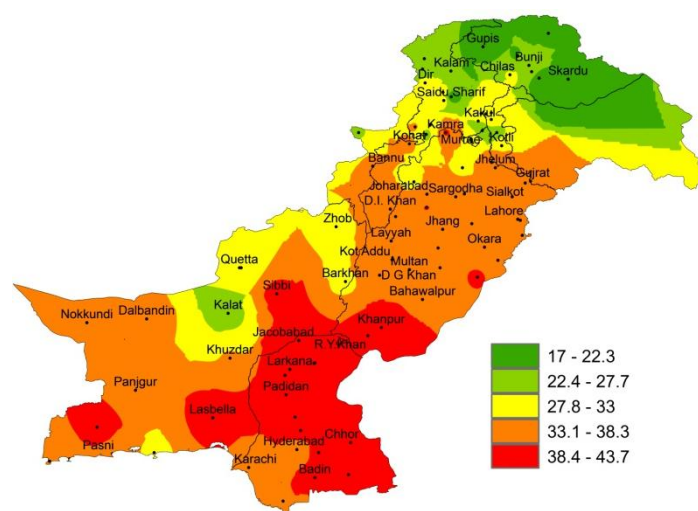 Gupis
Bunji
Kalam
Chilas
Skardu
Dir
Saidu Sharif
Kakul
Kamra
Kohat
Murree
Kotli
Bannu
Jhelum
Gujrat
Joharabad
Sargodha
Sialkot
D.I. Khan
Zhob
Jhang
Lahore
Layyah
Okara
Quetta
Kot Addu
Multan
Barkhan
D G Khan
Sibbi
Bahawalpur
Kalat
Nokkundi
Dalbandin
Khanpur
Jacobabad
R.Y.Khan
Khuzdar
Larkana
Panjgur
Padidan
Lasbella
Pasni
Hyderabad
Chhor
Karachi
Badin
17 - 22.3
22.4 - 27.7
27.8 - 33
33.1 - 38.3
38.4 - 43.7